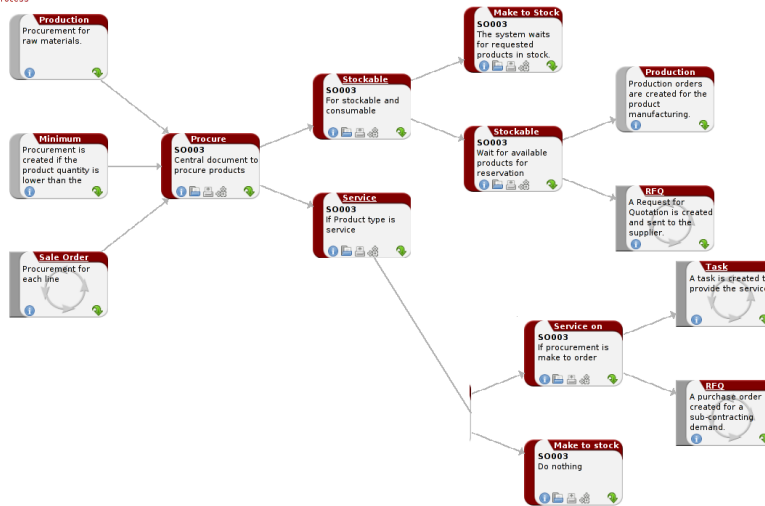 Production
Procurement for
raw materials.
Minimum
Procurement is
created if the
product quantity is
lower than the
Sale Order
Procurement for
each line
Procure
SO003
Central document to
procure products
Stockable
SO003
For stockable and
consumable
Service
SO003
If Product type is
service
Make to Stock
SO003
The system waits
for requested
products in stock.
Stockable
SO003
Wait for available
products for
reservation
Production
Production orders
are created for the
product
manufacturing.
RFQ
A Request for
Quotation is created
and sent to the
supplier.
Service on
SO003
If procurement is
make to order
Make to stock
SO003
Do nothing
Task
A task is created t
provide the servic
RFQ
A purchase order
created for a
sub-contracting
demand.